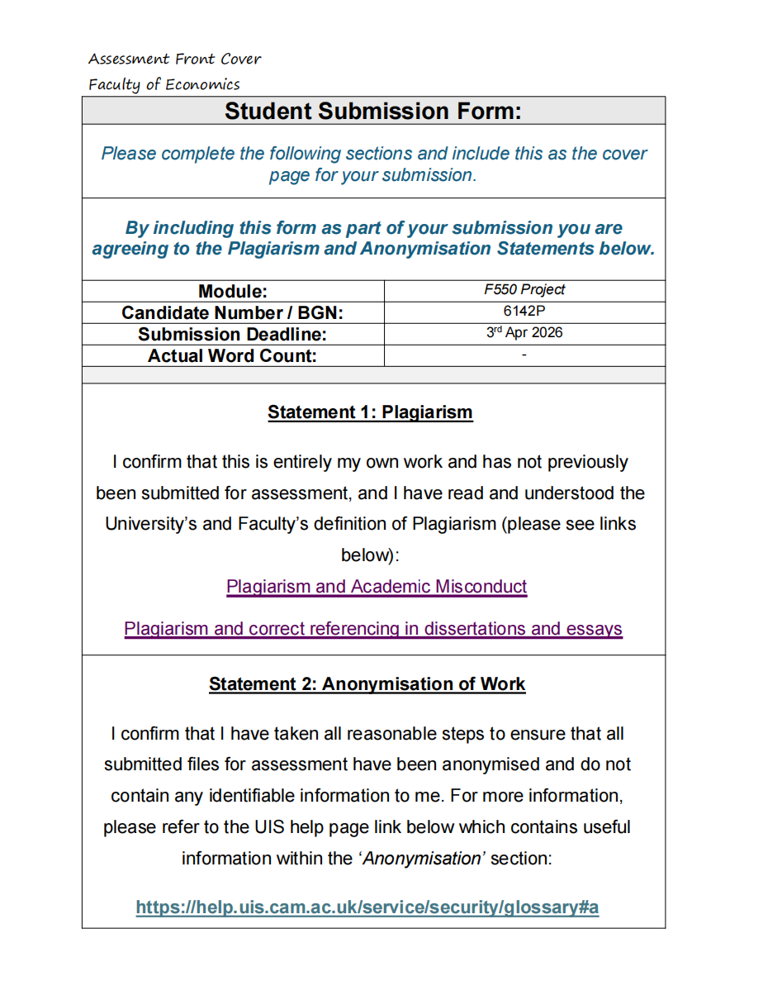 Assessment Front Cover
Faculty of Economics
Student Submission Form:
Please complete the following sections and include this as the cover
page for your submission.
By including this form as part of your submission you are
agreeing to the Plagiarism and Anonymisation Statements below.
Module: F550 Project
Candidate Number / BGN: 6142P
Submission Deadline: 3rd Apr 2026
Actual Word Count: -
Statement 1: Plagiarism
I confirm that this is entirely my own work and has not previously
been submitted for assessment, and I have read and understood the
University’s and Faculty’s definition of Plagiarism (please see links
below):
Plagiarism and Academic Misconduct
Plagiarism and correct referencing in dissertations and essays
Statement 2: Anonymisation of Work
I confirm that I have taken all reasonable steps to ensure that all
submitted files for assessment have been anonymised and do not
contain any identifiable information to me. For more information,
please refer to the UIS help page link below which contains useful
information within the ‘Anonymisation’ section:
https://help.uis.cam.ac.uk/service/security/glossary#a